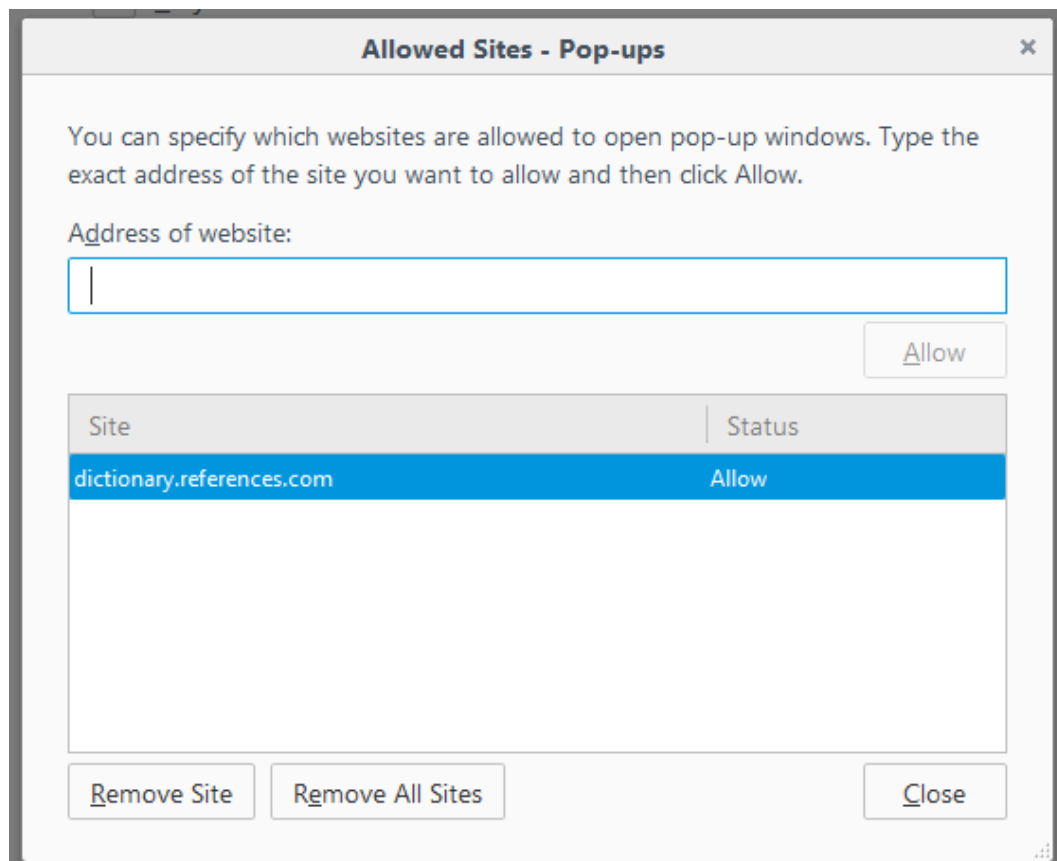 Allowed Sites - Pop-ups
You can specify which websites are allowed to open pop-up windows. Type the
exact address of the site you want to allow and then click Allow.
Address of website:
Allow
Site Status
dictionary.references.com Allow
Remove Site Remove All Sites Close